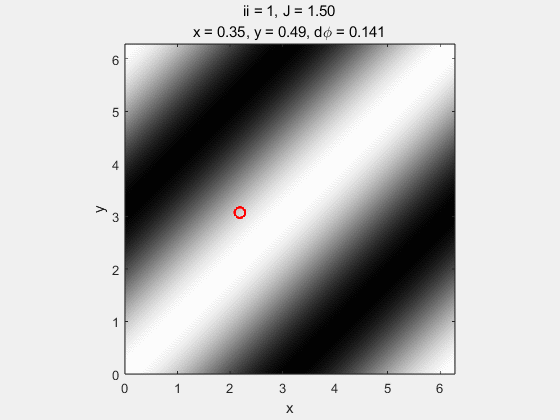 ii = 1, J = 1.50
x = 0.35, y = 0.49, dϕ = 0.141
6
5
4
3
2
1
0
y
0 1 2 3 4 5 6
x